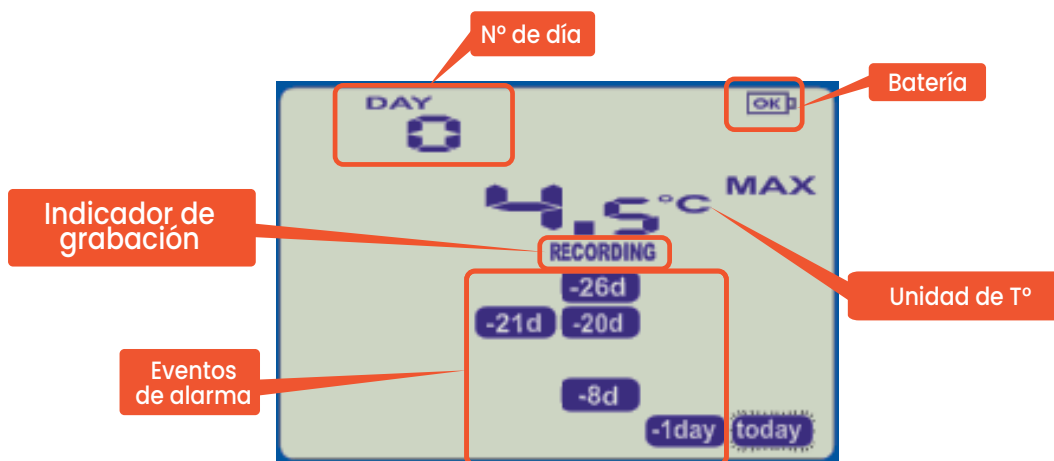 Nº de día
Batería
DAY
0
OK
MAX
4.5 °C
Indicador de
grabación
RECORDING
Unidad de Tº
-26d
-21d -20d
Eventos
de alarma
-8d
-1day today